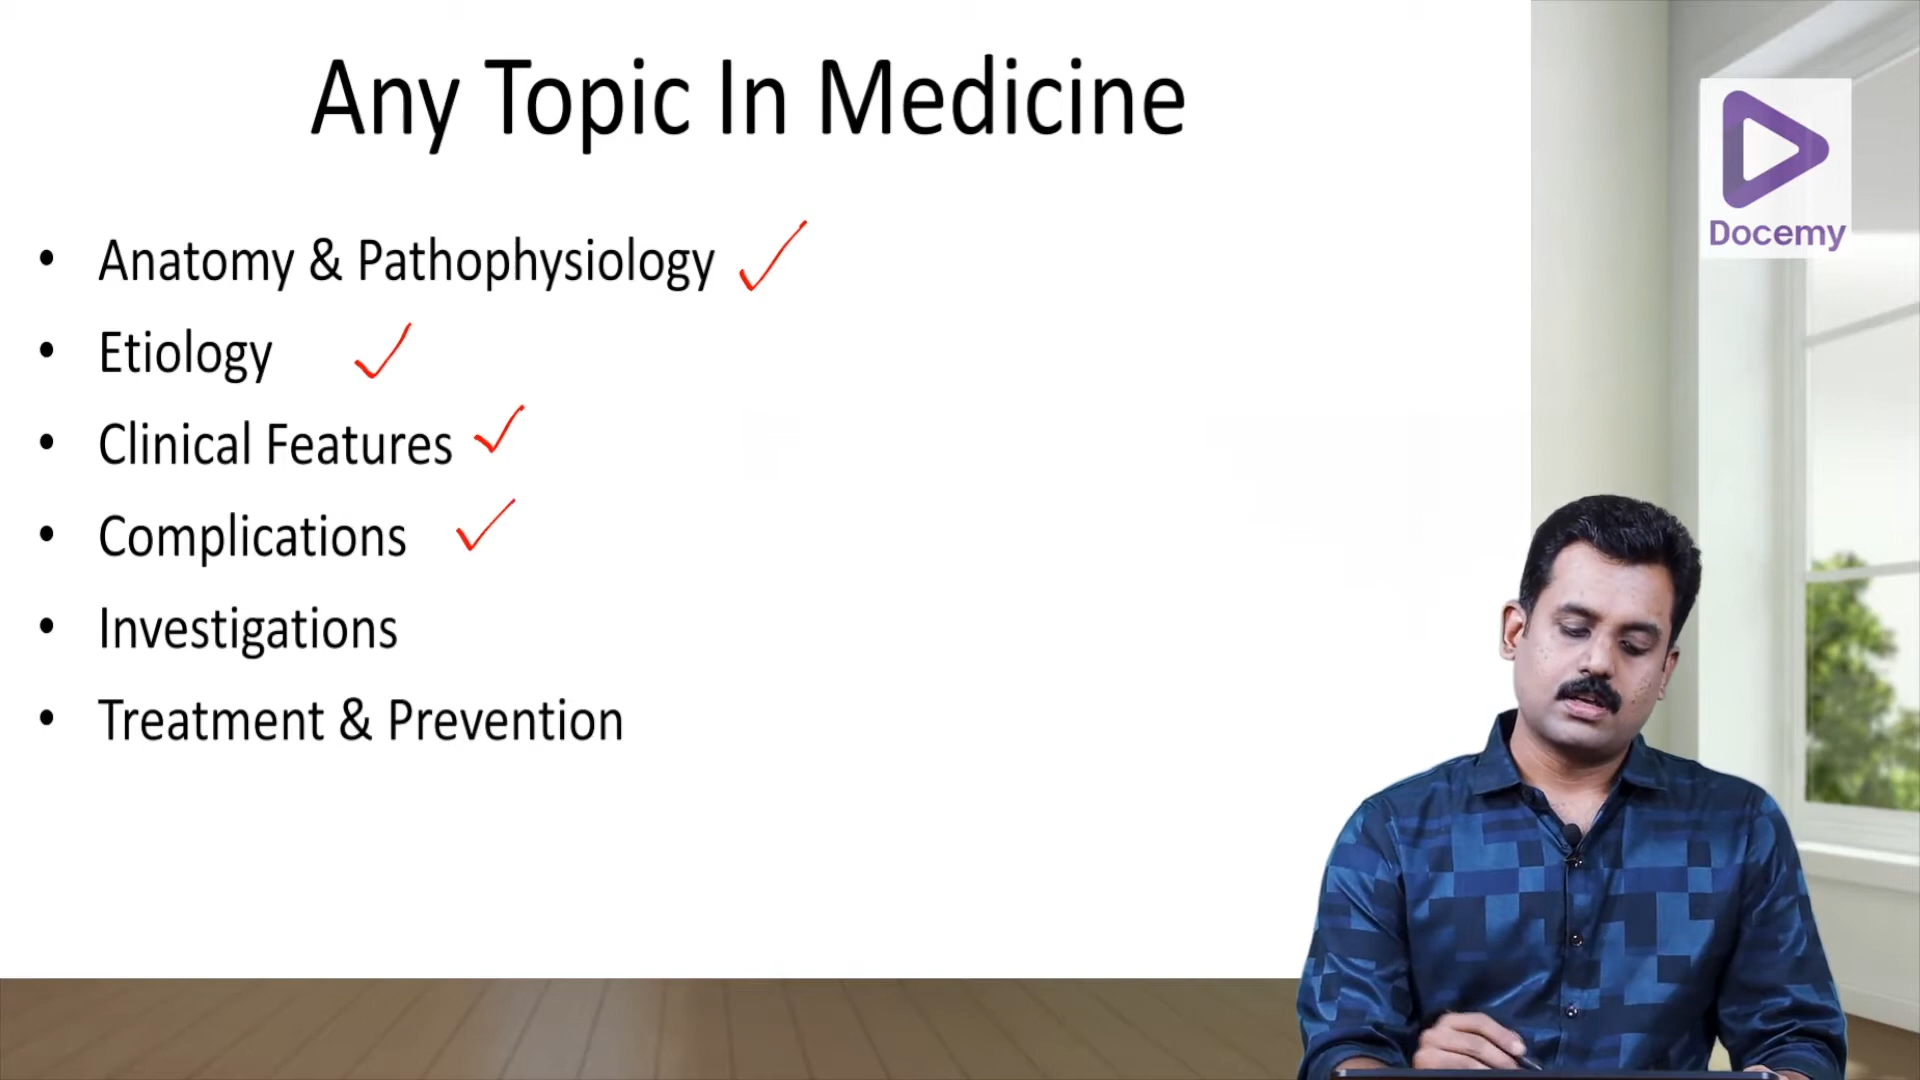 Any Topic In Medicine
Docemy
• Anatomy & Pathophysiology
• Etiology
• Clinical Features
• Complications
• Investigations
• Treatment & Prevention